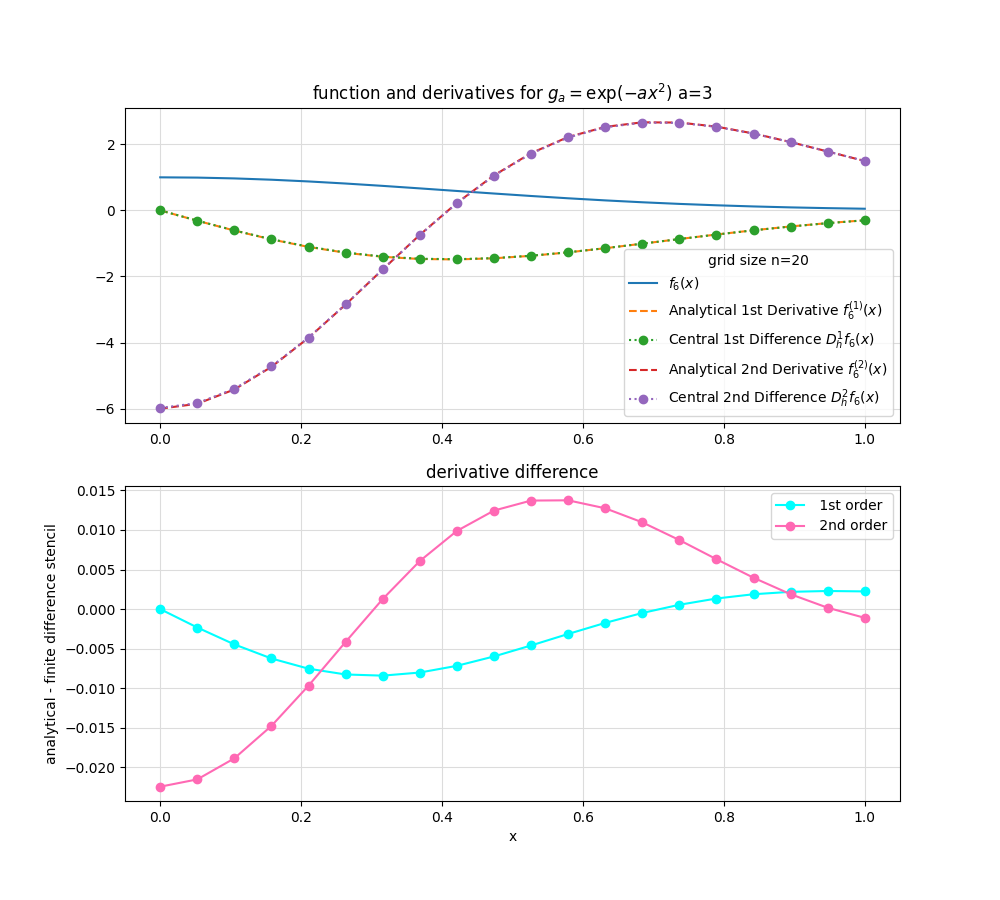 function and derivatives for $g_a = \exp(-ax^2)$ a=3
2
0
−2
−4
−6
grid size n=20
$f_6(x)$
Analytical 1st Derivative $f_6^{(1)}(x)$
Central 1st Difference $D_h^1 f_6(x)$
Analytical 2nd Derivative $f_6^{(2)}(x)$
Central 2nd Difference $D_h^2 f_6(x)$
0.0 0.2 0.4 0.6 0.8 1.0
derivative difference
analytical - finite difference stencil
0.015
0.010
0.005
0.000
−0.005
−0.010
−0.015
−0.020
1st order
2nd order
0.0 0.2 0.4 0.6 0.8 1.0
x